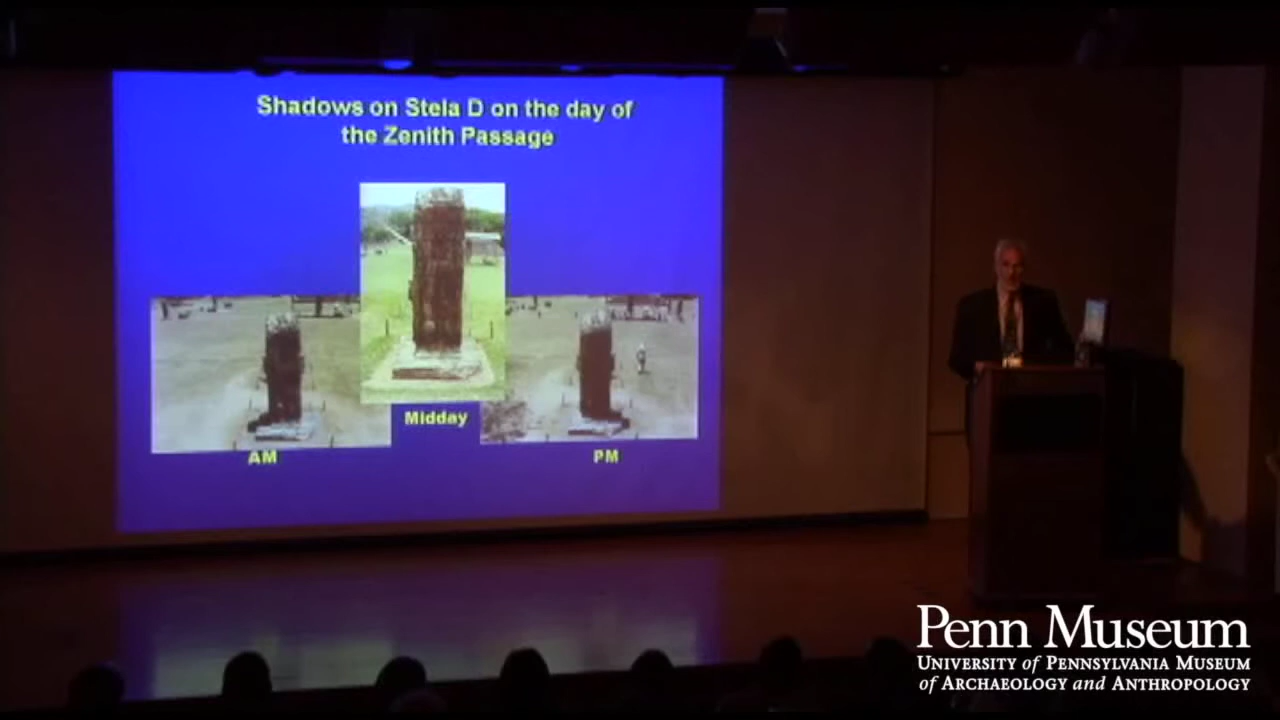 Shadows on Stela D on the day of
the Zenith Passage
Midday
AM
PM
Penn Museum
UNIVERSITY of PENNSYLVANIA MUSEUM
of ARCHAEOLOGY and ANTHROPOLOGY